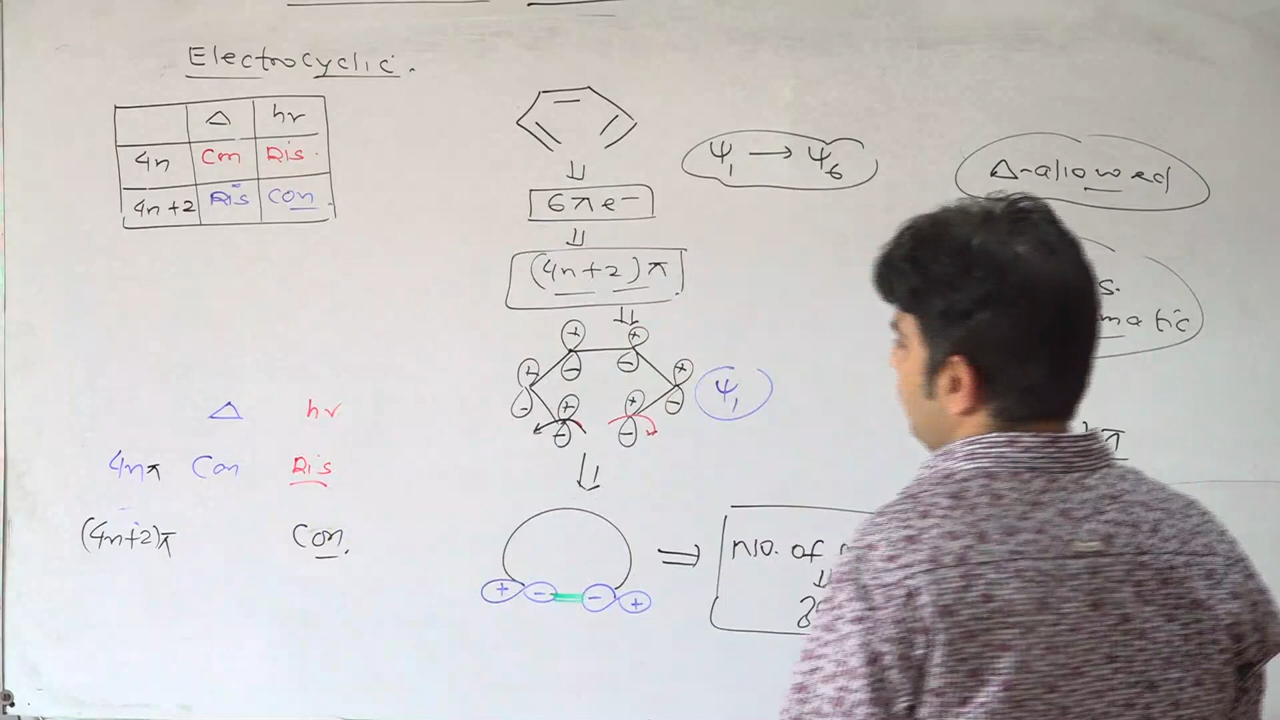 Electrocyclic.
Δ hν
4n Con Dis.
4n+2 Dis Con.
6πe-
⇓
(4n+2)π
⇓
+ + + + + +
- - - - - -
Ψ1
Ψ1 → Ψ6
Δ-allowed
s.
matic
π
Δ hν
4nπ Con Dis
(4n+2)π Con.
+ - - +
⇒
no. of
⇓